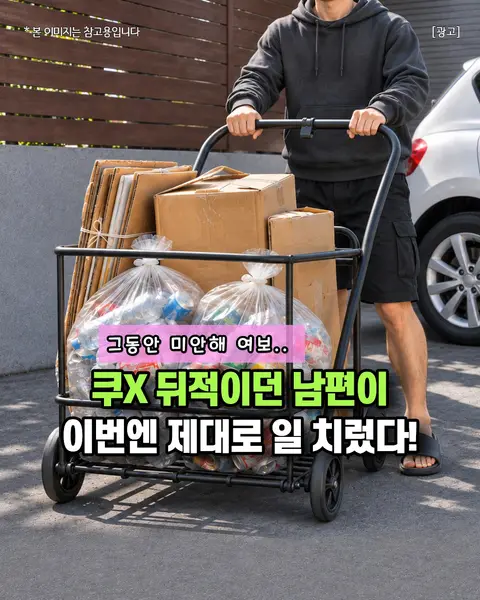 * 본 이미지는 참고용입니다
[광고]
그동안 미안해 여보..
쿠X 뒤적이던 남편이
이번엔 제대로 일 치렀다!